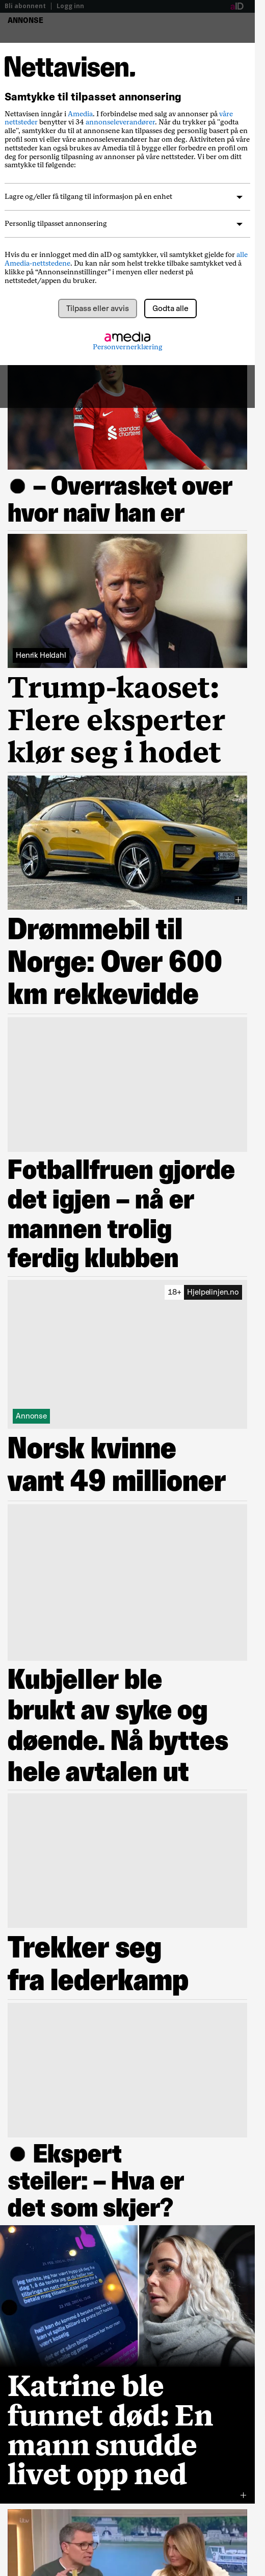 Bli abonnent | Logg inn
aID
ANNONSE
Nettavisen.
Samtykke til tilpasset annonsering
Nettavisen inngår i Amedia. I forbindelse med salg av annonser på våre
nettsteder benytter vi 34 annonseleverandører. Når du trykker på "godta
alle", samtykker du til at annonsene kan tilpasses deg personlig basert på en
profil som vi eller våre annonseleverandører har om deg. Aktiviteten på våre
nettsteder kan også brukes av Amedia til å bygge eller forbedre en profil om
deg for personlig tilpasning av annonser på våre nettsteder. Vi ber om ditt
samtykke til følgende:
Lagre og/eller få tilgang til informasjon på en enhet
Personlig tilpasset annonsering
Hvis du er innlogget med din aID og samtykker, vil samtykket gjelde for alle
Amedia-nettstedene. Du kan når som helst trekke tilbake samtykket ved å
klikke på “Annonseinnstillinger” i menyen eller nederst på
nettstedet/appen du bruker.
Tilpass eller avvis
Godta alle
amedia
Personvernerklæring
– Overrasket over
hvor naiv han er
Henrik Heldahl
Trump-kaoset:
Flere eksperter
klør seg i hodet
Drømmebil til
Norge: Over 600
km rekkevidde
Fotballfruen gjorde
det igjen – nå er
mannen trolig
ferdig klubben
18+ Hjelpelinjen.no
Annonse
Norsk kvinne
vant 49 millioner
Kubjeller ble
brukt av syke og
døende. Nå byttes
hele avtalen ut
Trekker seg
fra lederkamp
Ekspert
steiler: – Hva er
det som skjer?
Katrine ble
funnet død: En
mann snudde
livet opp ned